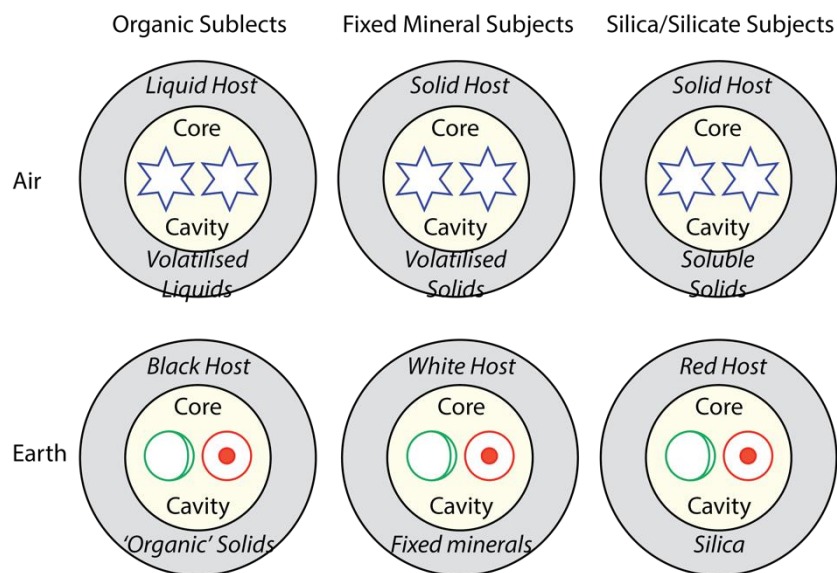 Organic Sublects Fixed Mineral Subjects Silica/Silicate Subjects
Liquid Host Solid Host Solid Host
Core Core Core
Air
Cavity Cavity Cavity
Volatilised Volatilised Soluble
Liquids Solids Solids
Black Host White Host Red Host
Core Core Core
Earth
Cavity Cavity Cavity
'Organic' Solids Fixed minerals Silica